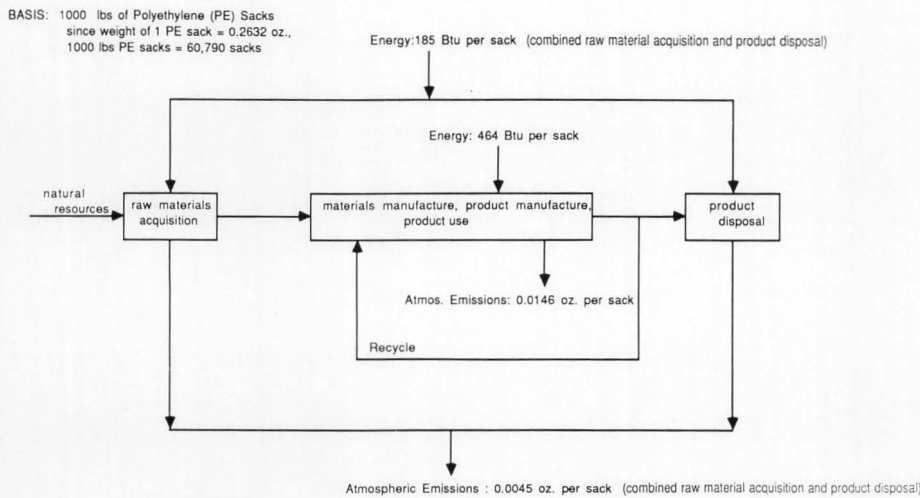 BASIS: 1000 lbs of Polyethylene (PE) Sacks
since weight of 1 PE sack = 0.2632 oz.,
1000 lbs PE sacks = 60,790 sacks
Energy:185 Btu per sack (combined raw material acquisition and product disposal)
Energy: 464 Btu per sack
natural
resources
raw materials
acquisition
materials manufacture, product manufacture,
product use
product
disposal
Atmos. Emissions: 0.0146 oz. per sack
Recycle
Atmospheric Emissions : 0.0045 oz. per sack (combined raw material acquisition and product disposal)